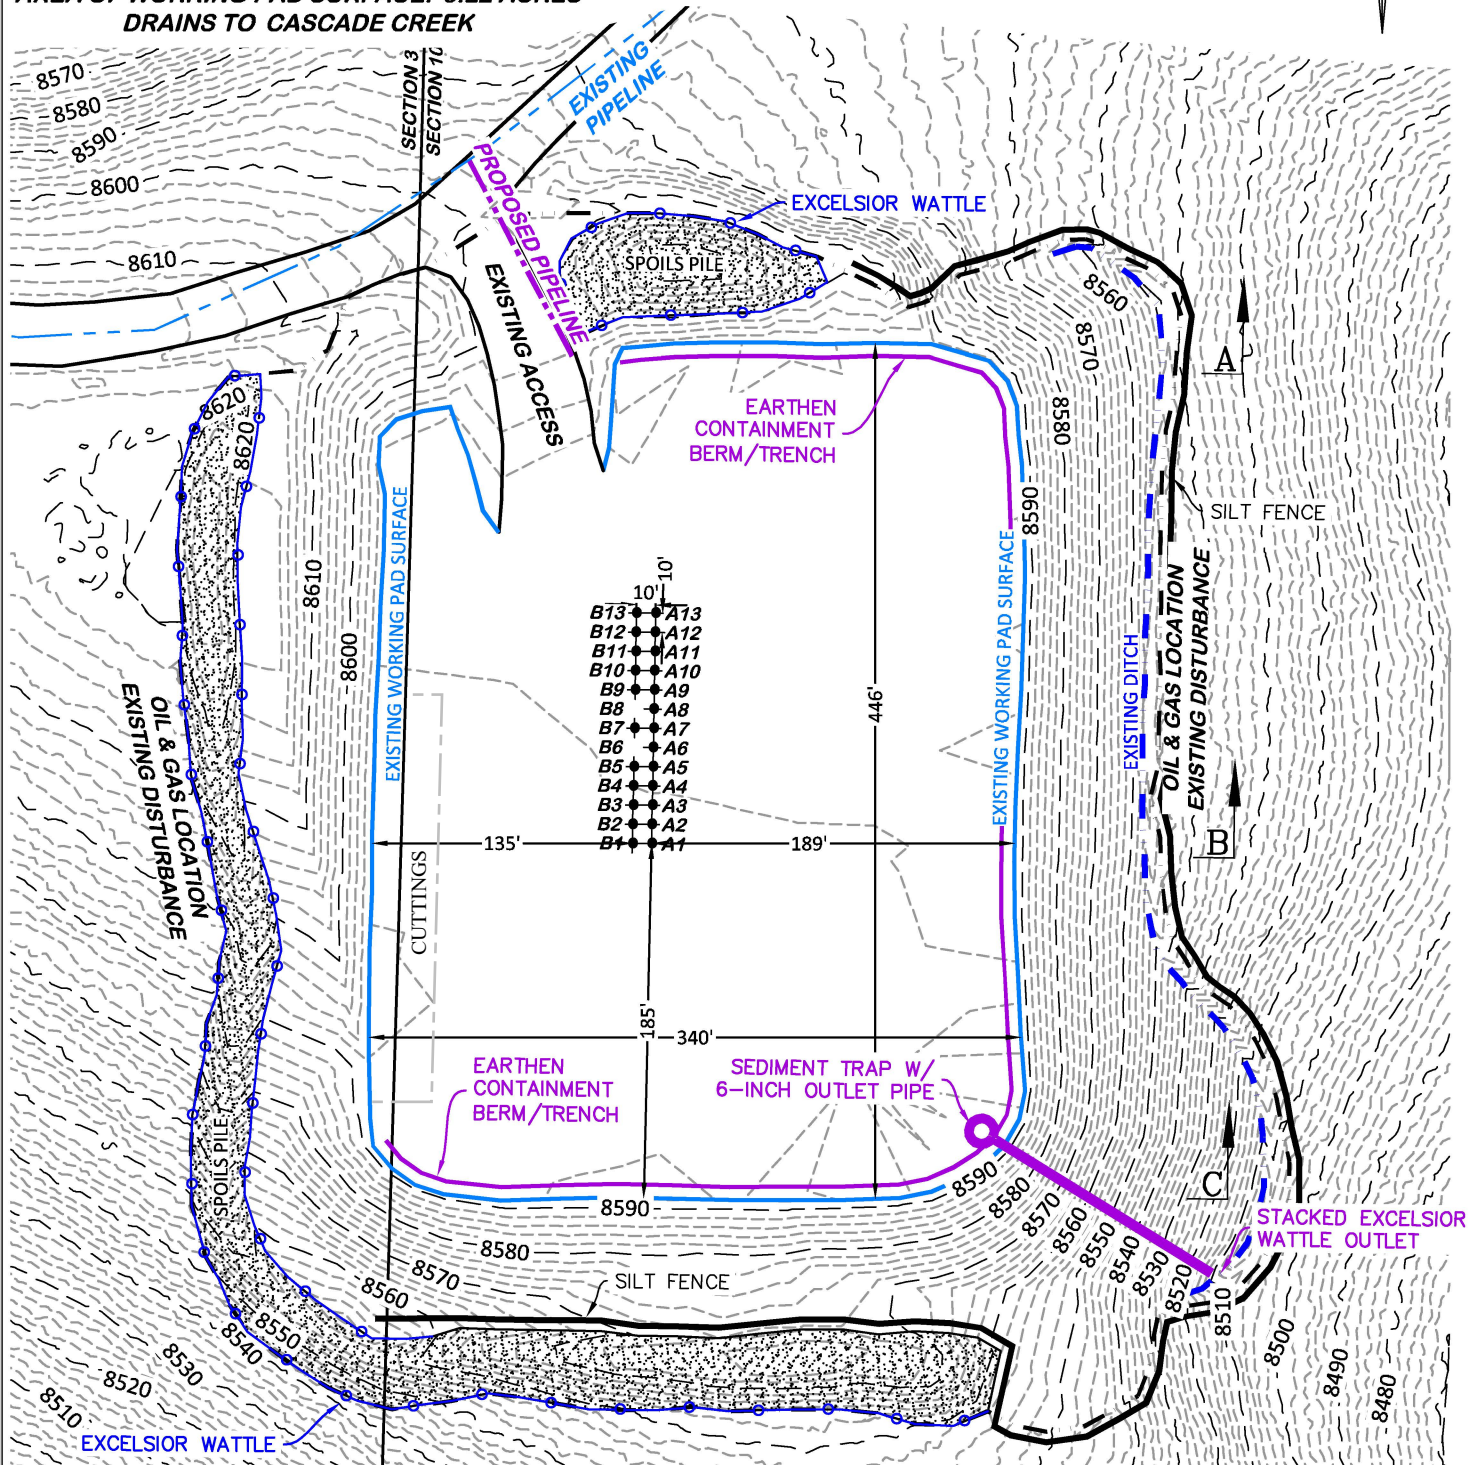 DRAINS TO CASCADE CREEK
SECTION 3
SECTION 10
EXISTING
PIPELINE
8570
8580
8590
8600
8610
PROPOSED PIPELINE
EXISTING ACCESS
EXCELSIOR WATTLE
SPOILS PILE
8560
8570
8580
8590
A
EARTHEN
CONTAINMENT
BERM/TRENCH
8620
8620
SILT FENCE
EXISTING WORKING PAD SURFACE
EXISTING WORKING PAD SURFACE
8610
8600
10'
10'
B13 A13
B12 A12
B11 A11
B10 A10
B9 A9
B8 A8
B7 A7
B6 A6
B5 A5
B4 A4
B3 A3
B2 A2
B1 A1
446'
EXISTING DITCH
OIL & GAS LOCATION
EXISTING DISTURBANCE
OIL & GAS LOCATION
EXISTING DISTURBANCE
B
135'
189'
CUTTINGS
185'
340'
EARTHEN
CONTAINMENT
BERM/TRENCH
SEDIMENT TRAP W/
6-INCH OUTLET PIPE
SPOILS PILE
C
8590
8590
8580
8570
8560
8550
8540
8530
8520
8510
8500
8490
8480
STACKED EXCELSIOR
WATTLE OUTLET
8580
8570
8560
SILT FENCE
8550
8540
8530
8520
8510
EXCELSIOR WATTLE